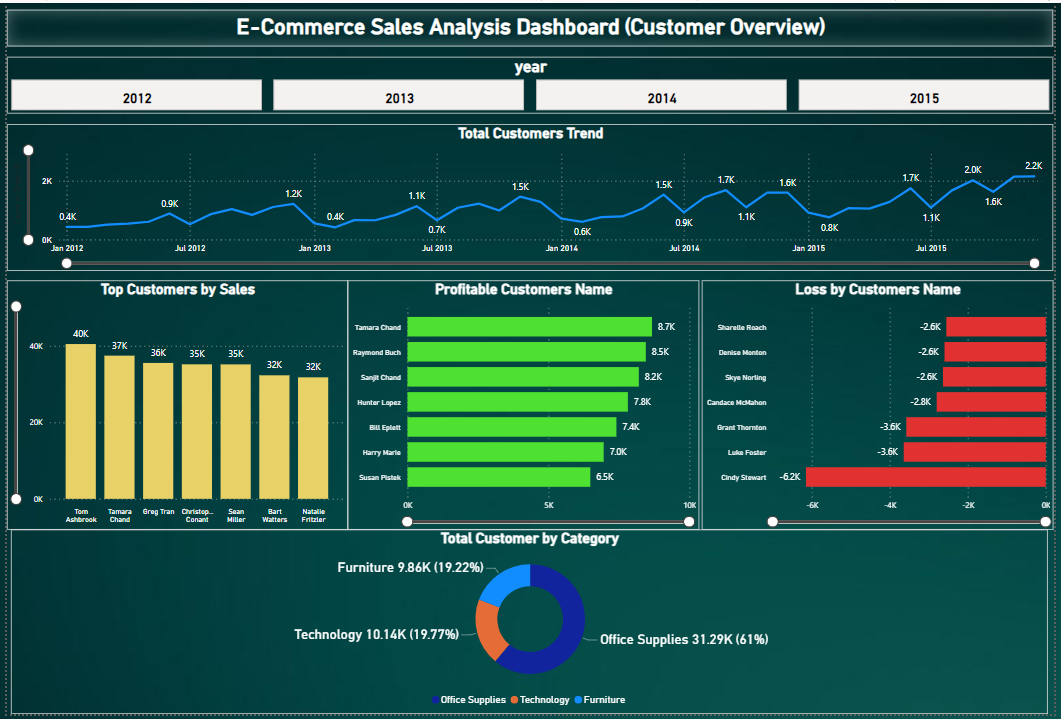 E-Commerce Sales Analysis Dashboard (Customer Overview)
year
2012 2013 2014 2015
Total Customers Trend
2K
0K
0.4K 0.9K 1.2K 0.4K 1.1K 0.7K 1.5K 0.6K 1.5K 0.9K 1.7K 1.1K 1.6K 0.8K 1.7K 1.1K 2.0K 1.6K 2.2K
Jan 2012 Jul 2012 Jan 2013 Jul 2013 Jan 2014 Jul 2014 Jan 2015 Jul 2015
Top Customers by Sales
40K
20K
0K
40K 37K 36K 35K 35K 32K 32K
Tom Ashbrook
Tamara Chand
Greg Tran
Christop... Conant
Sean Miller
Bart Watters
Natalie Fritzler
Profitable Customers Name
Tamara Chand 8.7K
Raymond Buch 8.5K
Sanjit Chand 8.2K
Hunter Lopez 7.8K
Bill Eplett 7.4K
Harry Marie 7.0K
Susan Pistek 6.5K
0K 5K 10K
Loss by Customers Name
Sharelle Roach -2.6K
Denise Monton -2.6K
Skye Norling -2.6K
Candace McMahon -2.8K
Grant Thornton -3.6K
Luke Foster -3.6K
Cindy Stewart -6.2K
-6K -4K -2K 0K
Total Customer by Category
Furniture 9.86K (19.22%)
Technology 10.14K (19.77%)
Office Supplies 31.29K (61%)
Office Supplies Technology Furniture